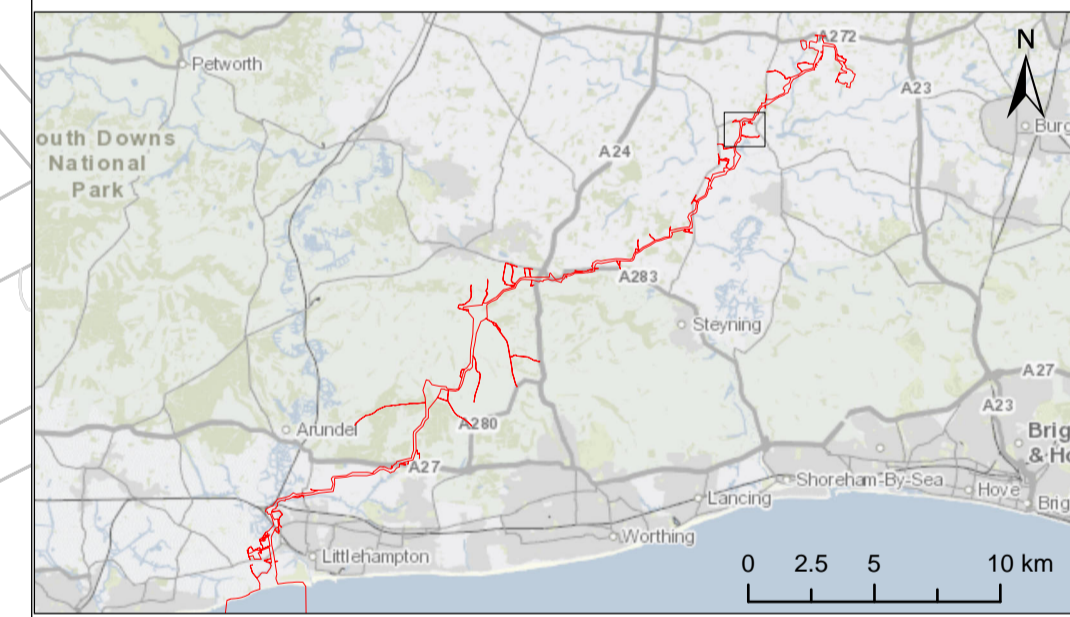 A272
N
Petworth
A23
Burg
outh Downs
National
Park
A24
A283
Steyning
A27
A23
Arundel
A280
Brig
& Ho
A27
Shoreham-By-Sea
Hove
Lancing
Brig
Worthing
Littlehampton
0 2.5 5 10 km